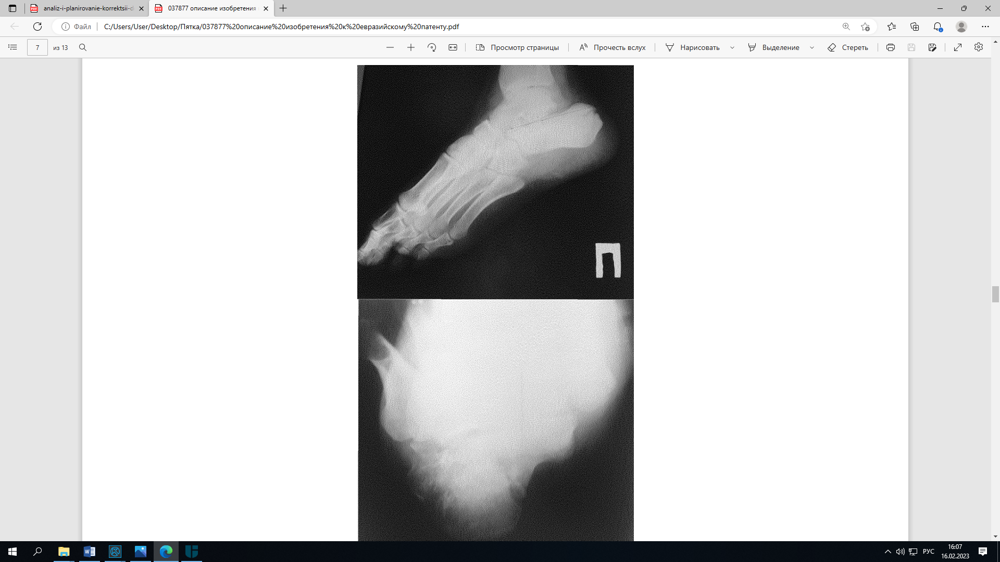 analiz-i-planirovanie-korrektsii-d
037877 описание изобретения
Файл
C:/Users/User/Desktop/Пятка/037877%20описание%20изобретения%20к%20евразийскому%20патенту.pdf
7 из 13
Просмотр страницы
Прочесть вслух
Нарисовать
Выделение
Стереть
П
РУС
16:07
16.02.2023